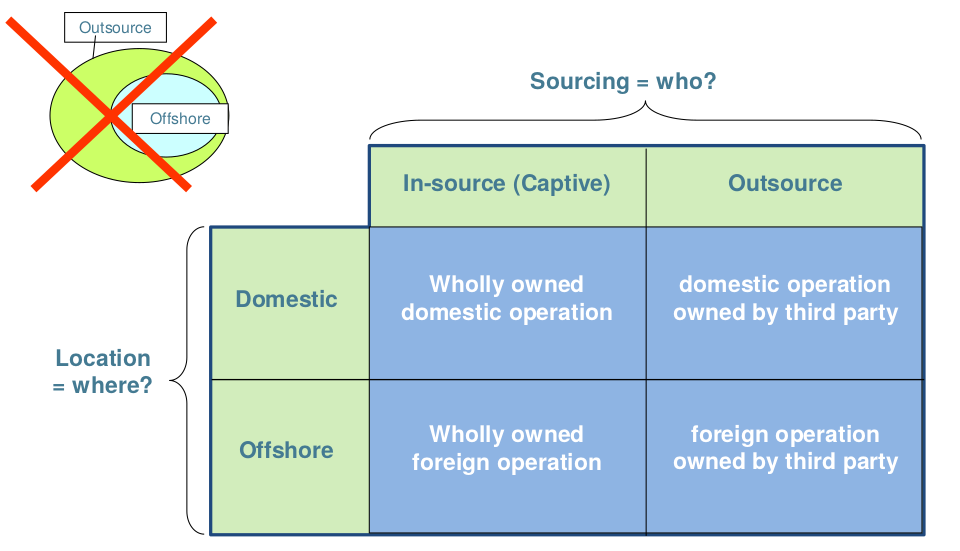 Outsource
Offshore
Sourcing = who?
In-source (Captive)
Outsource
Location
= where?
Domestic
Wholly owned
domestic operation
domestic operation
owned by third party
Offshore
Wholly owned
foreign operation
foreign operation
owned by third party